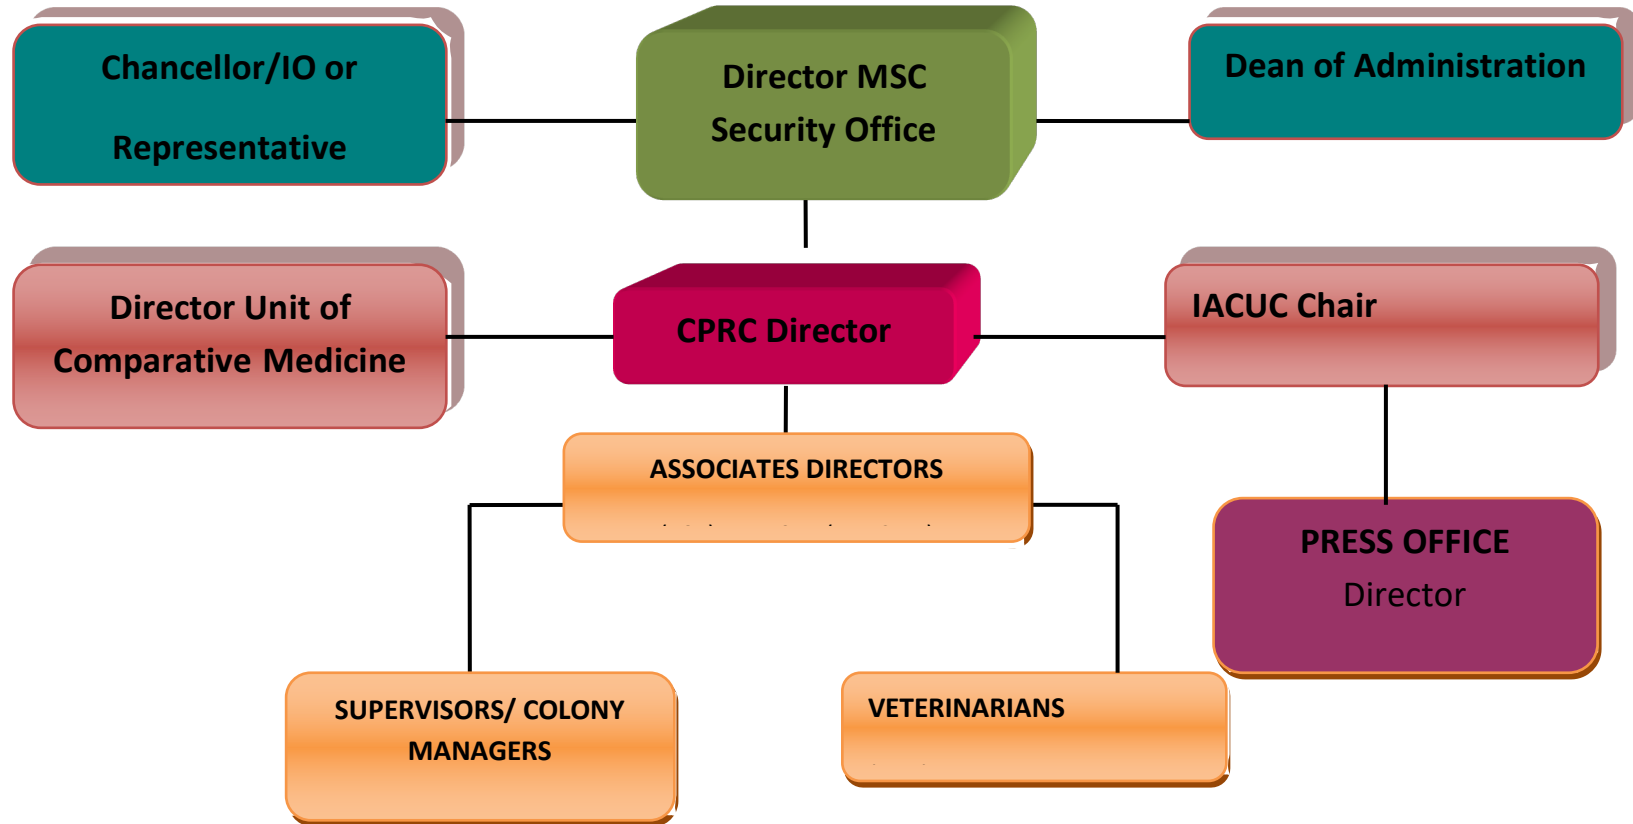 Chancellor/IO or
Representative
Director MSC
Security Office
Dean of Administration
Director Unit of
Comparative Medicine
CPRC Director
IACUC Chair
ASSOCIATES DIRECTORS
PRESS OFFICE
Director
SUPERVISORS/ COLONY
MANAGERS
VETERINARIANS